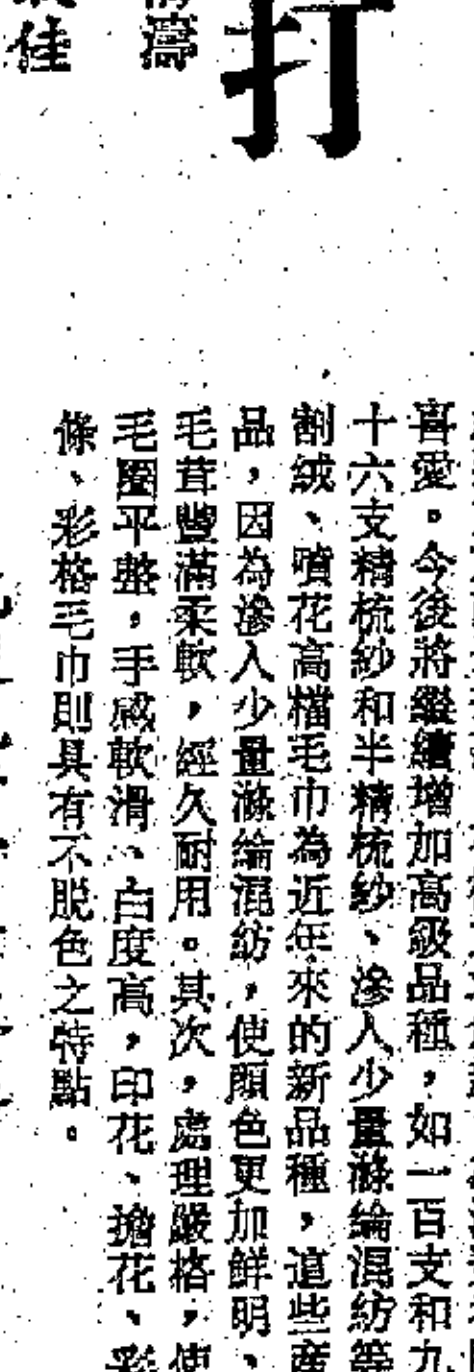 打
濤
佳
喜愛。今後將繼續增加高級品種,如一百支和九
十六支精梳紗和半精梳紗、滲入少量滌綸混紡等
割絨、噴花高檔毛巾為近年來的新品種,這些產
品,因為滲入少量滌綸混紡,使顏色更加鮮明、
毛茸豐滿柔軟,經久耐用。其次,處理嚴格,使
毛圈平整,手感軟滑、白度高,印花、擔花、彩
條、彩格毛巾則具有不脫色之特點。